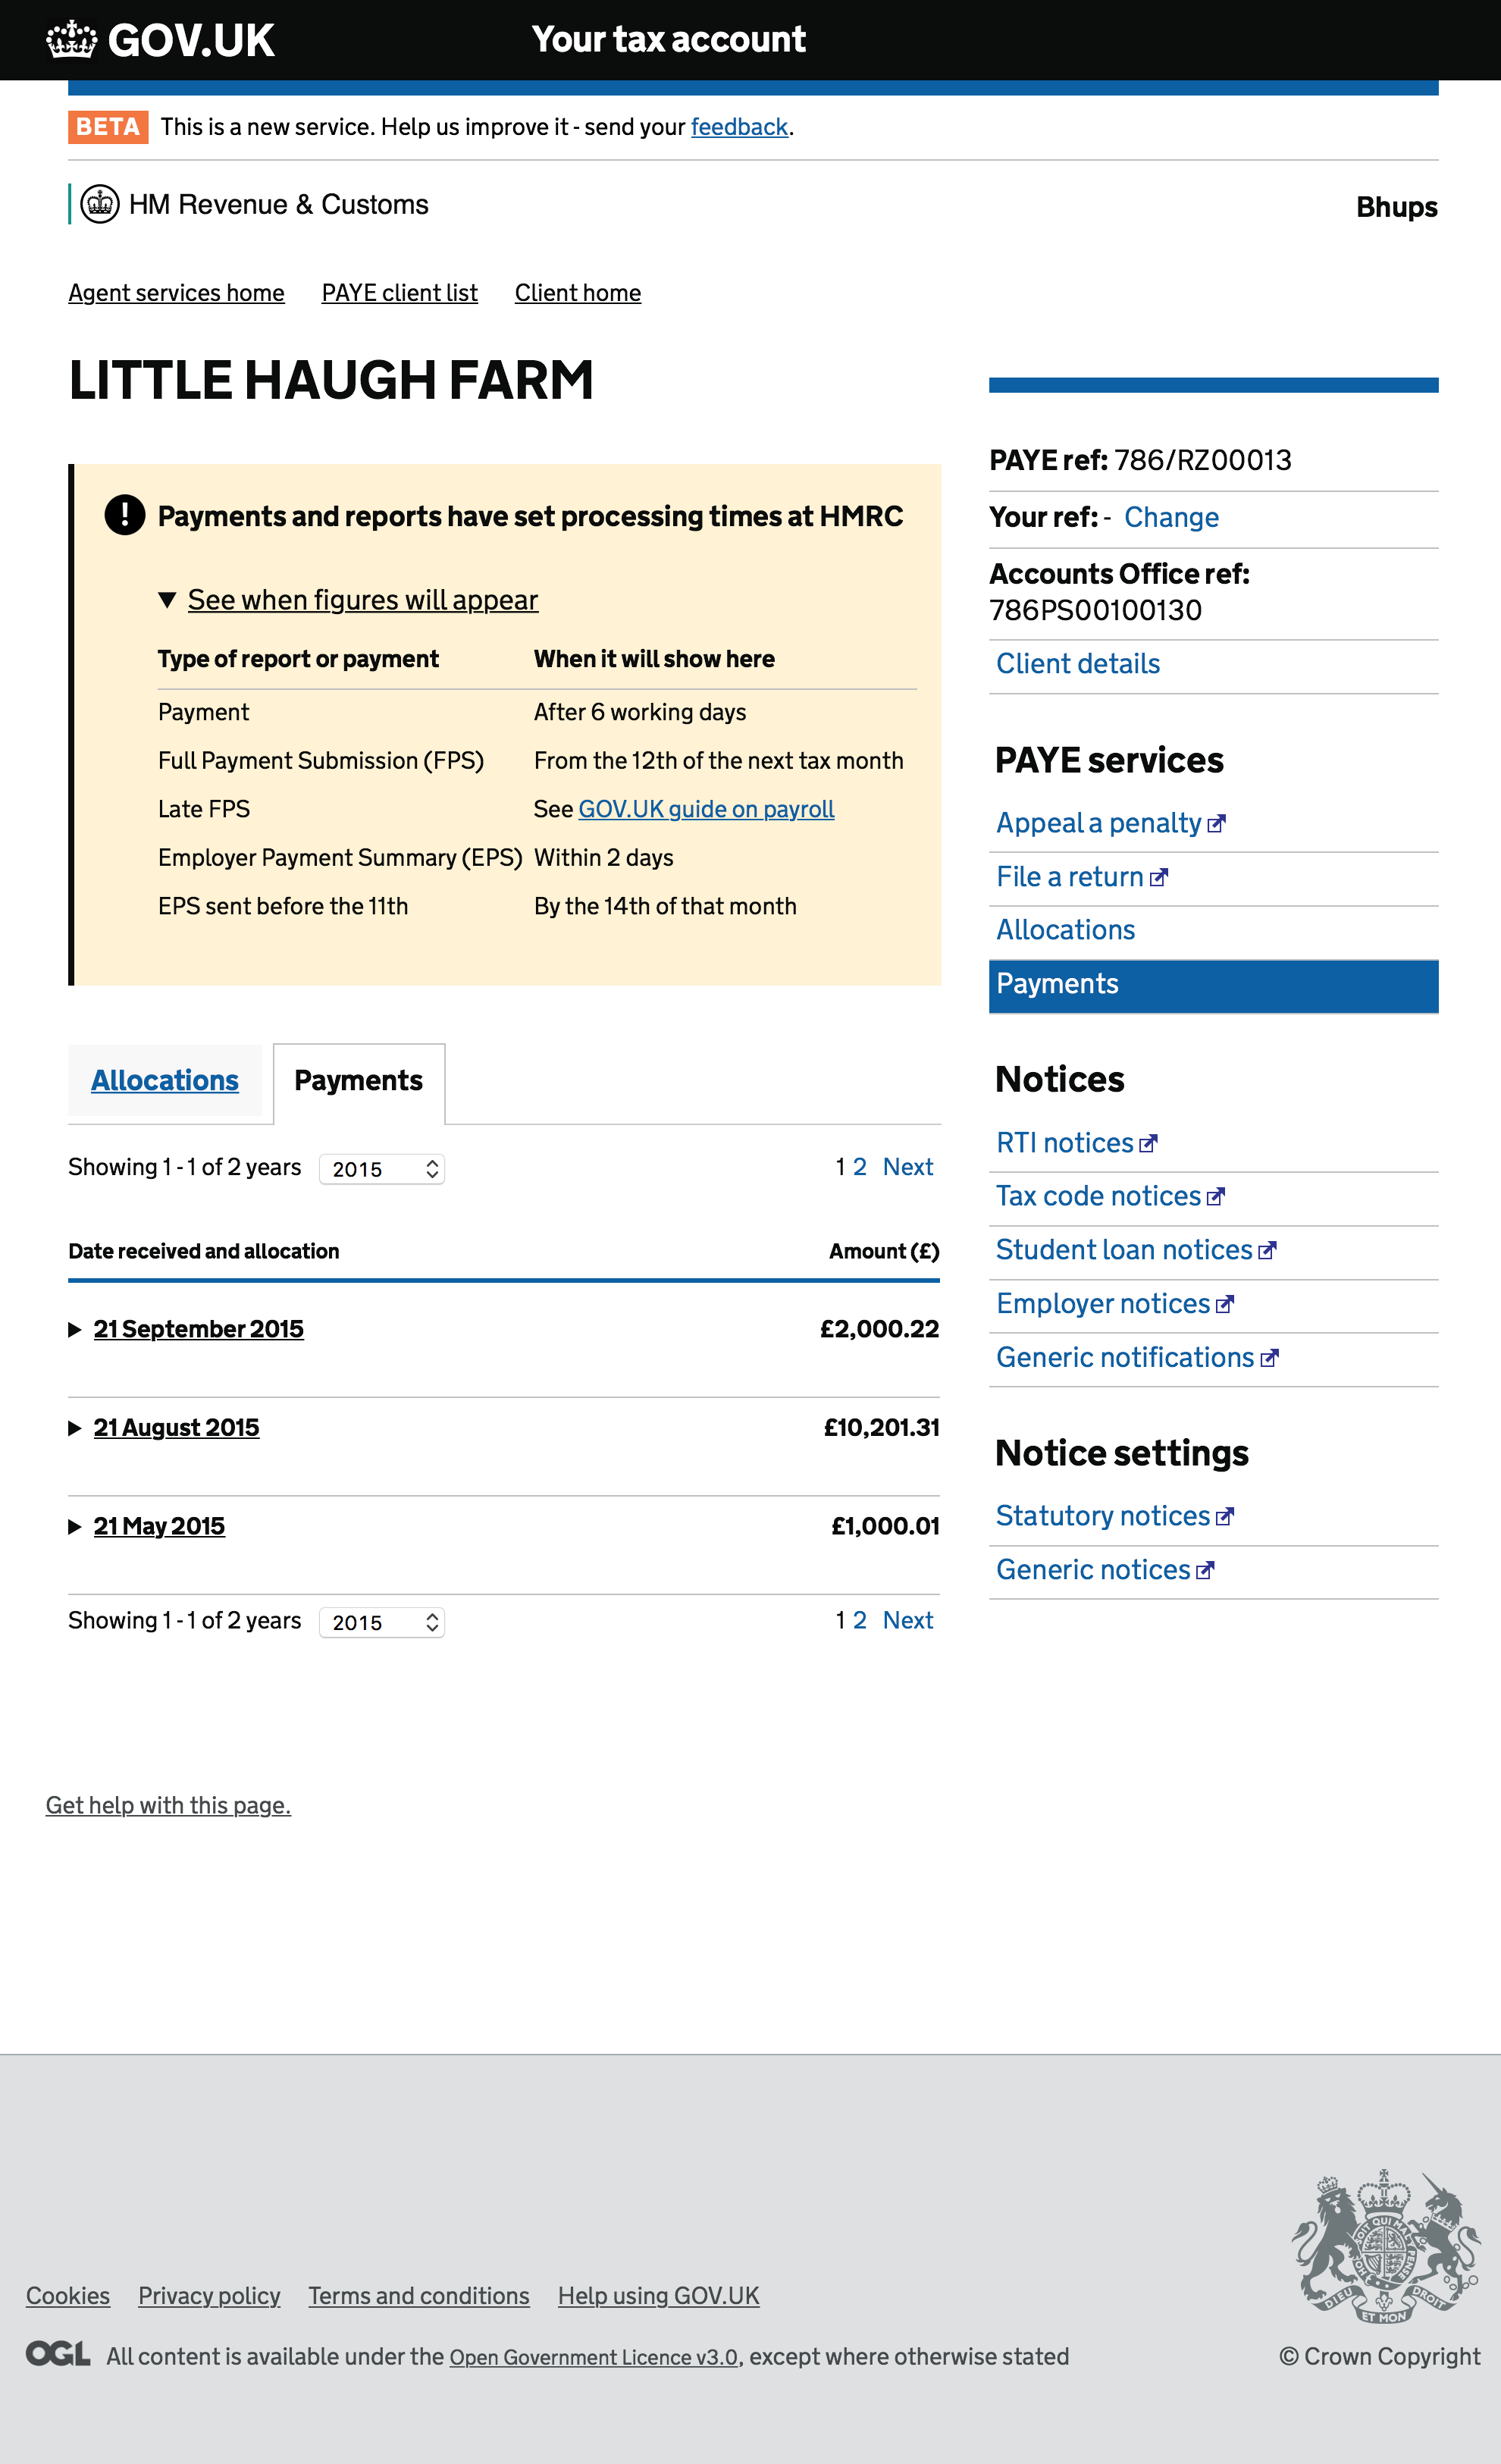 GOV.UK
Your tax account
BETA This is a new service. Help us improve it - send your feedback.
HM Revenue & Customs
Bhups
Agent services home PAYE client list Client home
LITTLE HAUGH FARM
! Payments and reports have set processing times at HMRC
See when figures will appear
Type of report or payment When it will show here
Payment After 6 working days
Full Payment Submission (FPS) From the 12th of the next tax month
Late FPS See GOV.UK guide on payroll
Employer Payment Summary (EPS) Within 2 days
EPS sent before the 11th By the 14th of that month
Allocations Payments
Showing 1 - 1 of 2 years 2015 1 2 Next
Date received and allocation Amount (£)
21 September 2015 £2,000.22
21 August 2015 £10,201.31
21 May 2015 £1,000.01
Showing 1 - 1 of 2 years 2015 1 2 Next
PAYE ref: 786/RZ00013
Your ref: - Change
Accounts Office ref:
786PS00100130
Client details
PAYE services
Appeal a penalty
File a return
Allocations
Payments
Notices
RTI notices
Tax code notices
Student loan notices
Employer notices
Generic notifications
Notice settings
Statutory notices
Generic notices
Get help with this page.
Cookies Privacy policy Terms and conditions Help using GOV.UK
OGL All content is available under the Open Government Licence v3.0, except where otherwise stated
DIEU ET MON DROIT
© Crown Copyright